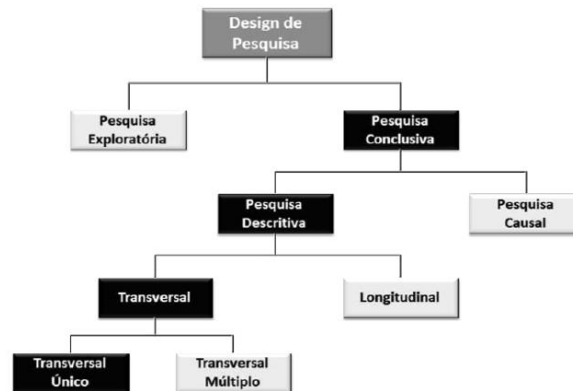 Design de
Pesquisa
Pesquisa
Exploratória
Pesquisa
Conclusiva
Pesquisa
Descritiva
Pesquisa
Causal
Transversal
Longitudinal
Transversal
Único
Transversal
Múltiplo